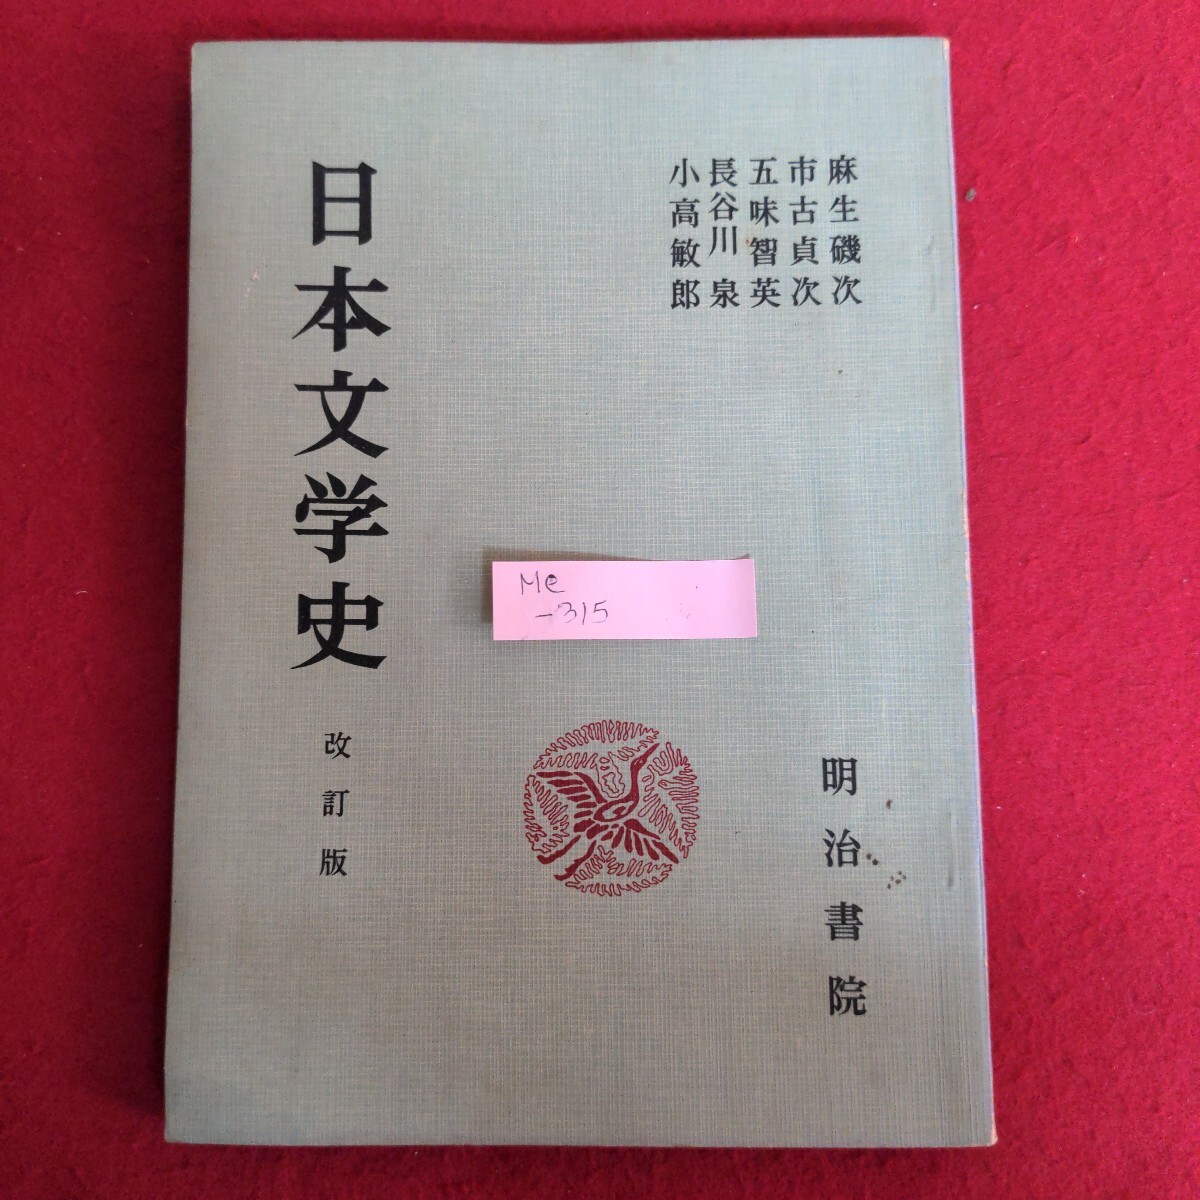 麻生磯次
市古貞次
五味智英
長谷川泉
小高敏郎
日本文学史
改訂版
明治書院
Me
-315